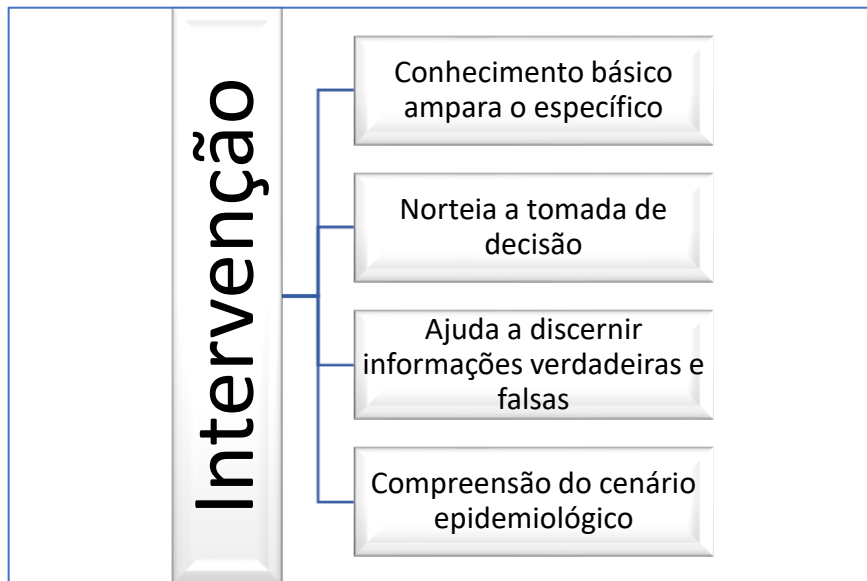 Intervenção
Conhecimento básico
ampara o específico
Norteia a tomada de
decisão
Ajuda a discernir
informações verdadeiras e
falsas
Compreensão do cenário
epidemiológico